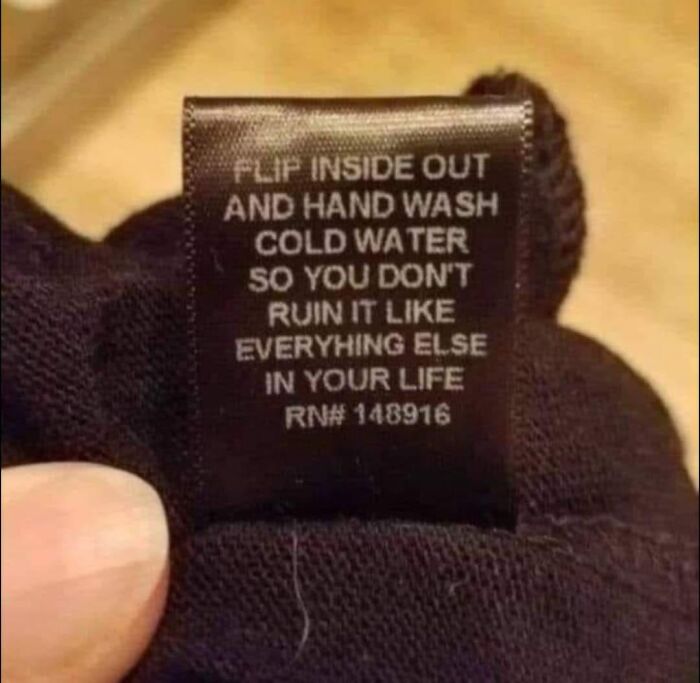 FLIP INSIDE OUT
AND HAND WASH
COLD WATER
SO YOU DON'T
RUIN IT LIKE
EVERYHING ELSE
IN YOUR LIFE
RN# 148916